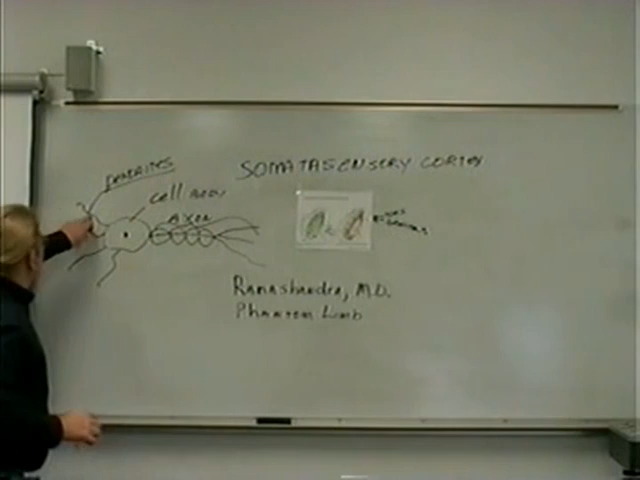 SOMATASENSORY CORTEX
DENDRITES
CELL BODY
AXON
Ramashandra, M.D.
Phantom Limb